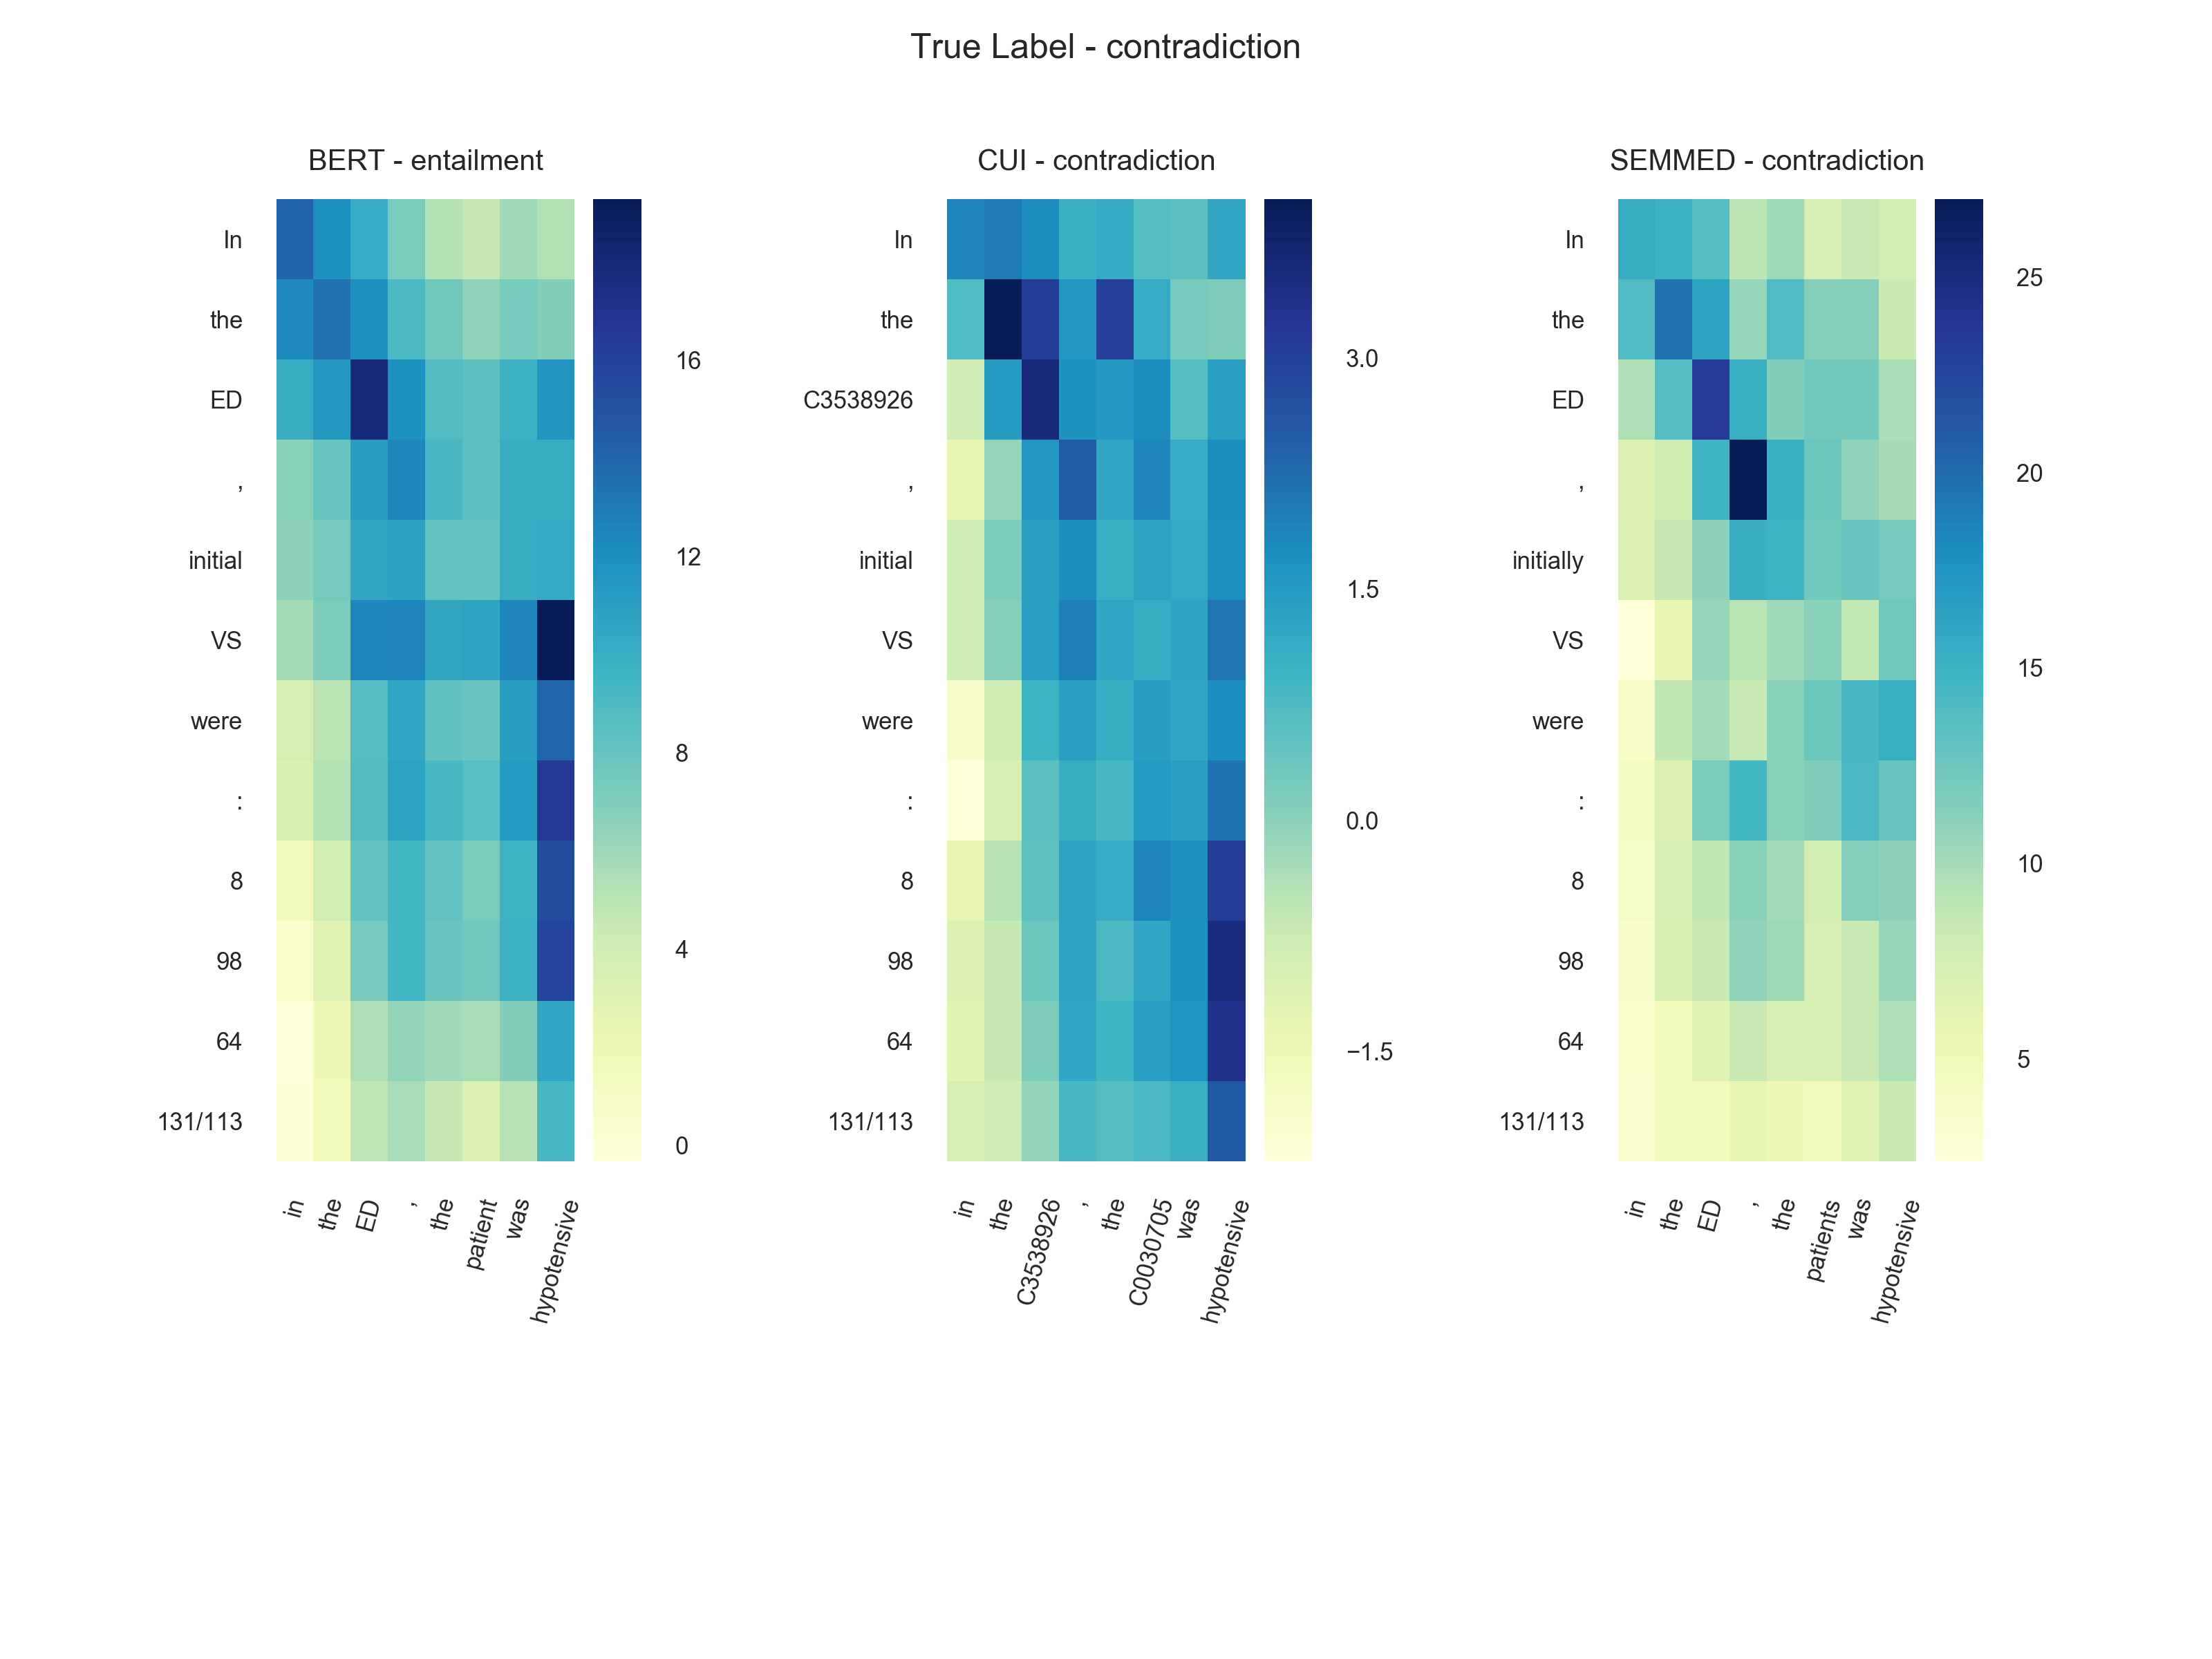 True Label - contradiction
BERT - entailment
In
the
ED
,
initial
VS
were
:
8
98
64
131/113
16
12
8
4
0
in
the
ED
,
the
patient
was
hypotensive
CUI - contradiction
In
the
C3538926
,
initial
VS
were
:
8
98
64
131/113
3.0
1.5
0.0
−1.5
in
the
C3538926
,
the
C0030705
was
hypotensive
SEMMED - contradiction
In
the
ED
,
initially
VS
were
:
8
98
64
131/113
25
20
15
10
5
in
the
ED
,
the
patients
was
hypotensive